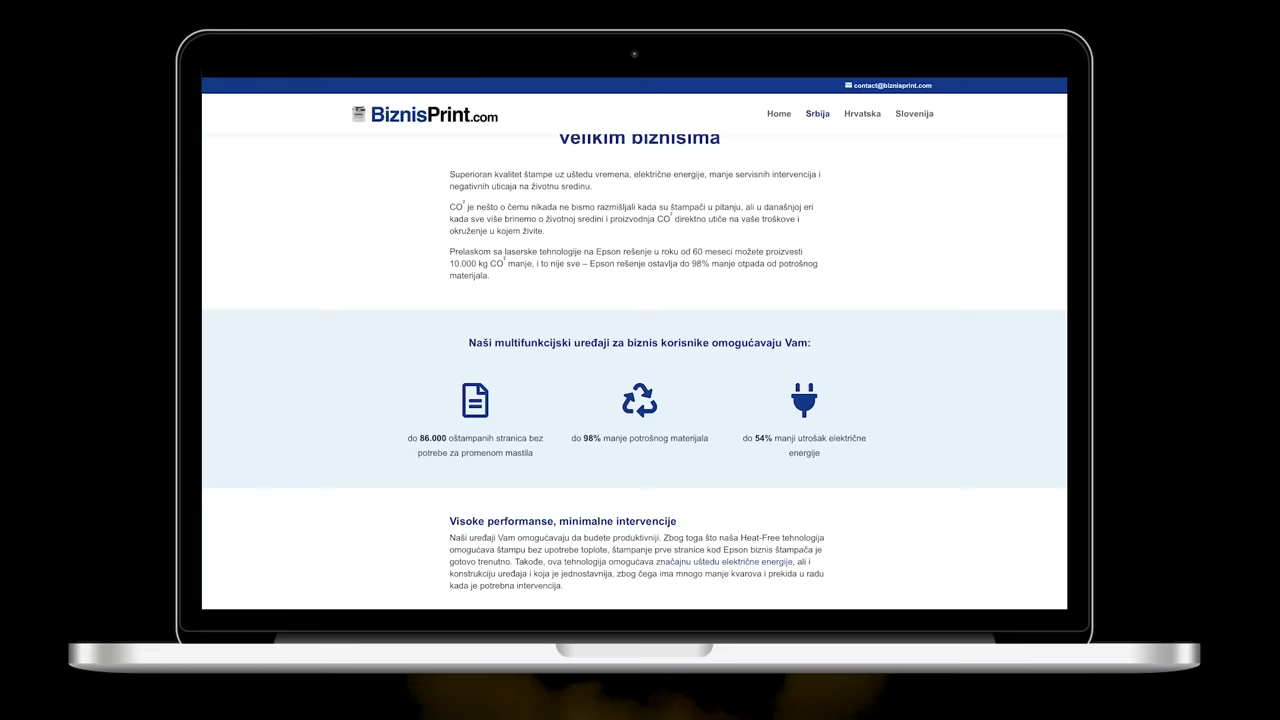 contact@biznisprint.com
BiznisPrint.com
Home Srbija Hrvatska Slovenia
velikim biznisima
Superioran kvalitet štampe uz uštedu vremena, električne energije, manje servisnih intervencija i
negativnih uticaja na životnu sredinu.
CO² je nešto o čemu nikada ne bismo razmišljali kada su štampači u pitanju, ali u današnjoj eri
kada sve više brinemo o životnoj sredini i proizvodnja CO² direktno utiče na vaše troškove i
okruženje u kojem živite.
Prelaskom sa laserske tehnologije na Epson rešenje u roku od 60 meseci možete proizvesti
10.000 kg CO² manje, i to nije sve – Epson rešenje ostavlja do 98% manje otpada od potrošnog
materijala.
Naši multifunkcijski uređaji za biznis korisnike omogućavaju Vam:
do 86.000 oštampanih stranica bez
potrebe za promenom mastila
do 98% manje potrošnog materijala
do 54% manji utrošak električne
energije
Visoke performanse, minimalne intervencije
Naši uređaji Vam omogućavaju da budete produktivniji. Zbog toga što naša Heat-Free tehnologija
omogućava štampu bez upotrebe toplote, štampanje prve stranice kod Epson biznis štampača je
gotovo trenutno. Takođe, ova tehnologija omogućava značajnu uštedu električne energije, ali i
konstrukciju uređaja i koja je jednostavnija, zbog čega ima mnogo manje kvarova i prekida u radu
kada je potrebna intervencija.